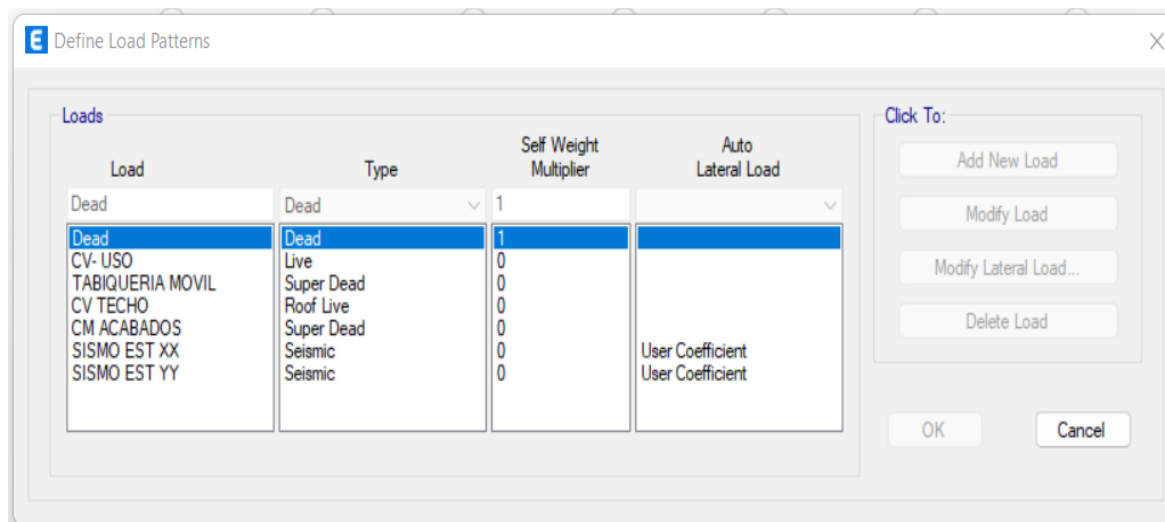 E Define Load Patterns
Loads
Click To:
Load Type Self Weight Multiplier Auto Lateral Load
Dead Dead 1
Dead Dead 1
CV- USO Live 0
TABIQUERIA MOVIL Super Dead 0
CV TECHO Roof Live 0
CM ACABADOS Super Dead 0
SISMO EST XX Seismic 0 User Coefficient
SISMO EST YY Seismic 0 User Coefficient
Add New Load
Modify Load
Modify Lateral Load...
Delete Load
OK Cancel